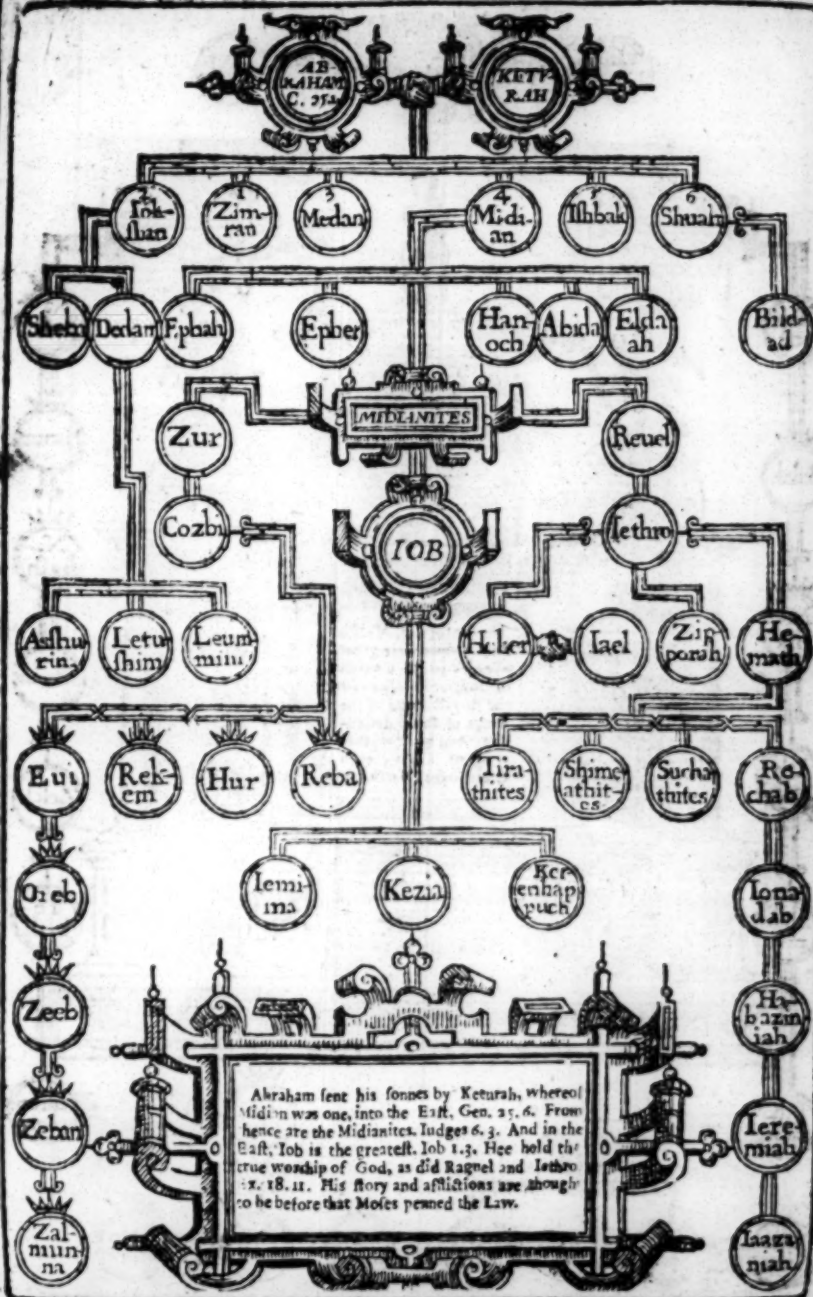 AB-
RAHAM
KETV-
RAH
2
Iok-
shan
1
Zim-
ran
3
Medan
4
Midi-
an
5
Ishbak
6
Shuah
Sheba
Dedan
Ephah
Epher
Han-
och
Abida
Elda-
ah
Bild-
ad
MIDIANITES
Zur
Reuel
Cozbi
IOB
Iethro
Asshu-
rim
Letu-
shim
Leum-
mim
Heber
Iael
Zip-
porah
He-
math
Eui
Rek-
em
Hur
Reba
Tira-
thites
Shime-
athit-
es
Sucha-
thites
Re-
chab
Iemi-
ma
Kezia
Ker-
enhap
puch
Oreb
Iona-
dab
Zeeb
Ha-
bazin
iah
Zeban
Iere-
miah
Zal-
mun-
na
Iaaza-
niah
Abraham ſent his ſonnes by Keturah, whereof
Midian was one, into the Eaſt, Gen. 25. 6. From
hence are the Midianites. Iudges 6. 3. And in the
Eaſt, Iob is the greateſt. Iob 1.3. Hee held the
true worſhip of God, as did Raguel and Iethro
Ex. 18. 11. His ſtory and afflictions are though
to be before that Moſes penned the Law.